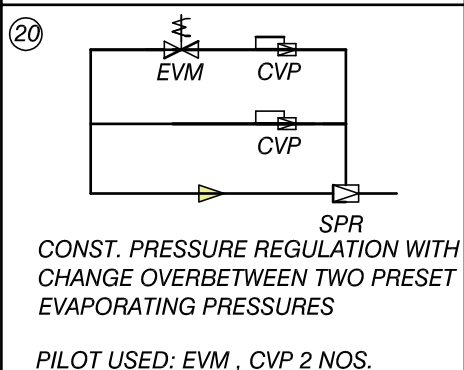 20
EVM
CVP
CVP
SPR
CONST. PRESSURE REGULATION WITH
CHANGE OVERBETWEEN TWO PRESET
EVAPORATING PRESSURES
PILOT USED: EVM , CVP 2 NOS.